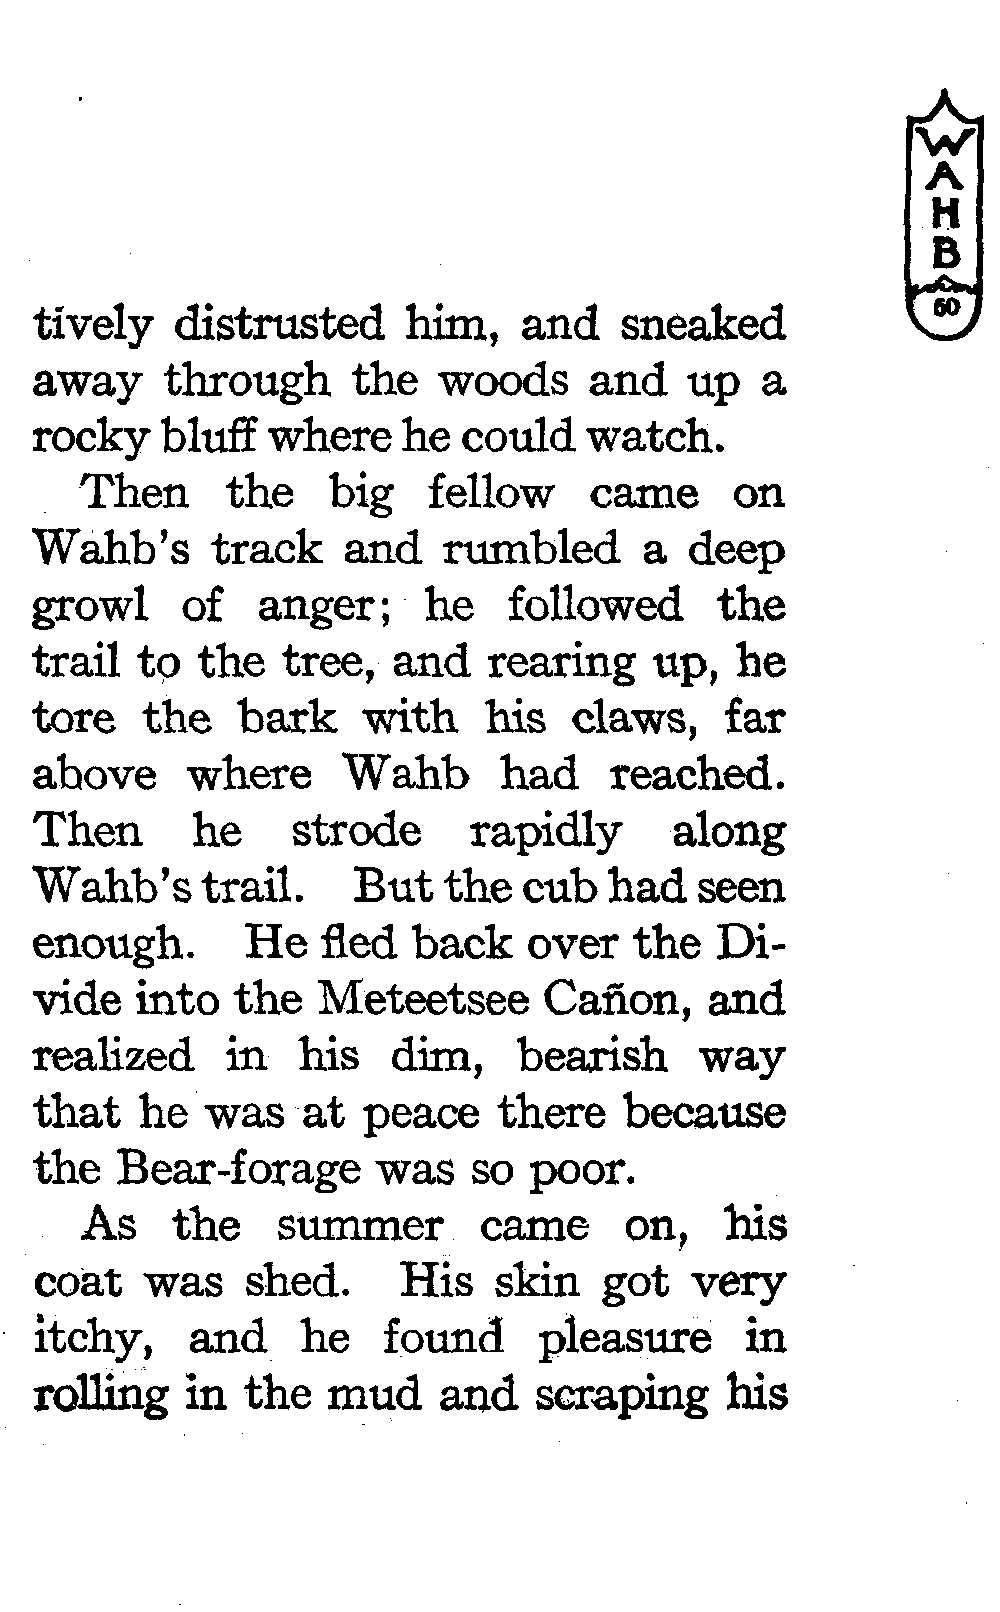 W
A
H
B
60
tively distrusted him, and sneaked
away through the woods and up a
rocky bluff where he could watch.
Then the big fellow came on
Wahb's track and rumbled a deep
growl of anger; he followed the
trail to the tree, and rearing up, he
tore the bark with his claws, far
above where Wahb had reached.
Then he strode rapidly along
Wahb's trail. But the cub had seen
enough. He fled back over the Di-
vide into the Meteetsee Cañon, and
realized in his dim, bearish way
that he was at peace there because
the Bear-forage was so poor.
As the summer came on, his
coat was shed. His skin got very
itchy, and he found pleasure in
rolling in the mud and scraping his